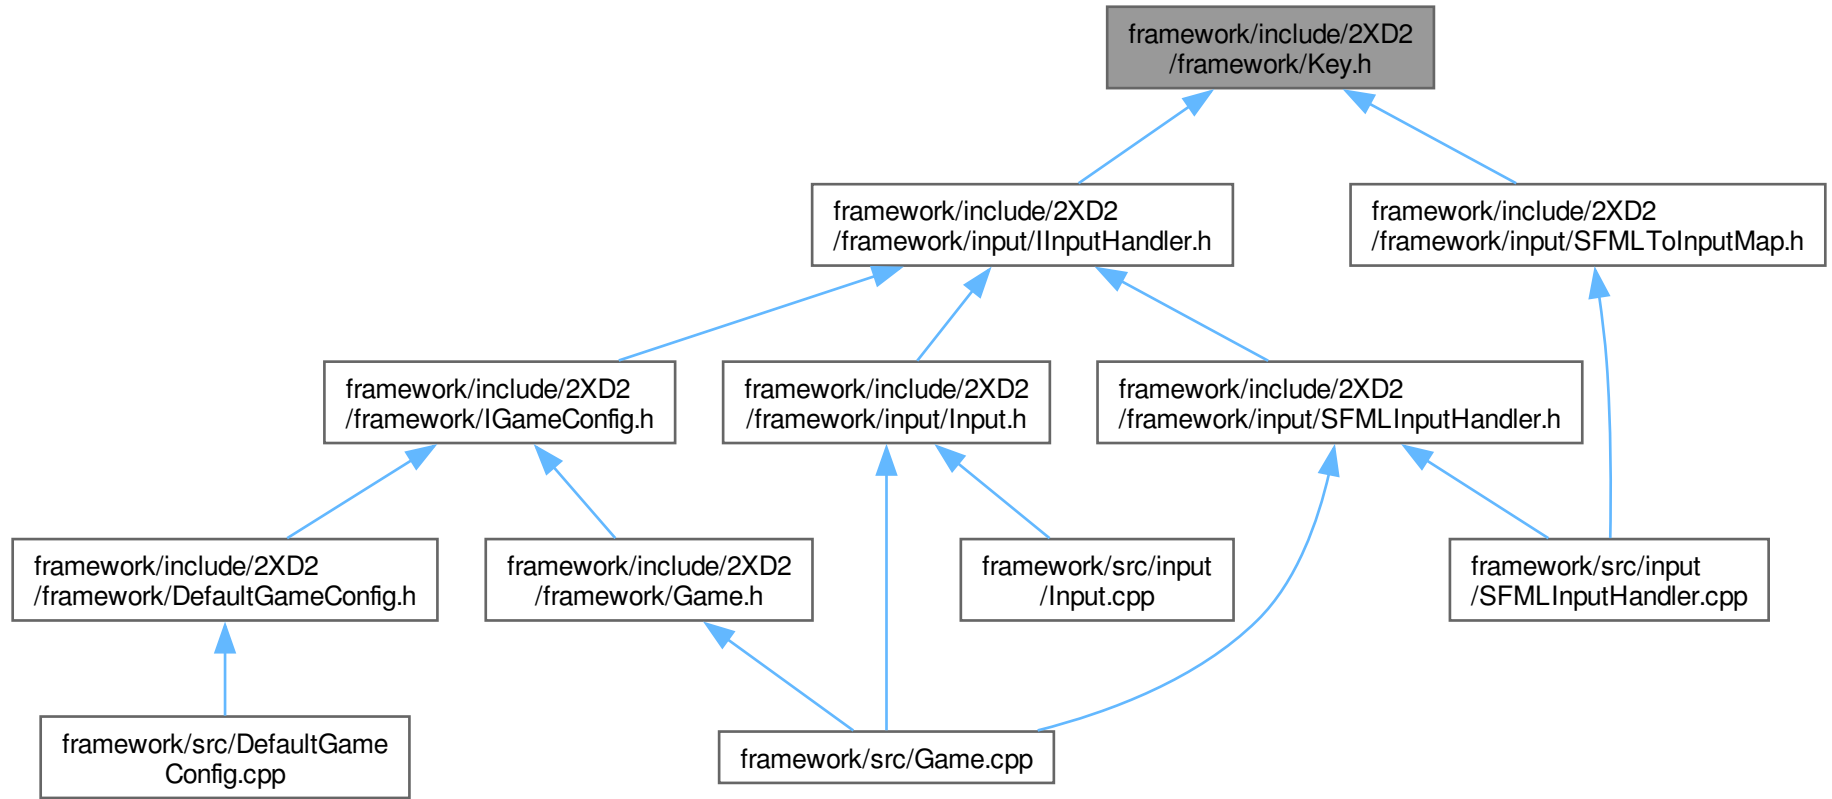 framework/include/2XD2
/framework/Key.h
framework/include/2XD2
/framework/input/IInputHandler.h
framework/include/2XD2
/framework/input/SFMLToInputMap.h
framework/include/2XD2
/framework/IGameConfig.h
framework/include/2XD2
/framework/input/Input.h
framework/include/2XD2
/framework/input/SFMLInputHandler.h
framework/include/2XD2
/framework/DefaultGameConfig.h
framework/include/2XD2
/framework/Game.h
framework/src/input
/Input.cpp
framework/src/input
/SFMLInputHandler.cpp
framework/src/DefaultGame
Config.cpp
framework/src/Game.cpp